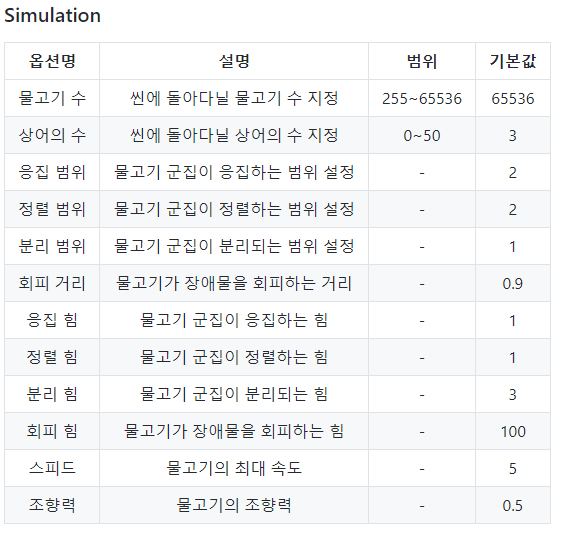 Simulation
옵션명 설명 범위 기본값
물고기 수 씬에 돌아다닐 물고기 수 지정 255~65536 65536
상어의 수 씬에 돌아다닐 상어의 수 지정 0~50 3
응집 범위 물고기 군집이 응집하는 범위 설정 - 2
정렬 범위 물고기 군집이 정렬하는 범위 설정 - 2
분리 범위 물고기 군집이 분리되는 범위 설정 - 1
회피 거리 물고기가 장애물을 회피하는 거리 - 0.9
응집 힘 물고기 군집이 응집하는 힘 - 1
정렬 힘 물고기 군집이 정렬하는 힘 - 1
분리 힘 물고기 군집이 분리되는 힘 - 3
회피 힘 물고기가 장애물을 회피하는 힘 - 100
스피드 물고기의 최대 속도 - 5
조향력 물고기의 조향력 - 0.5